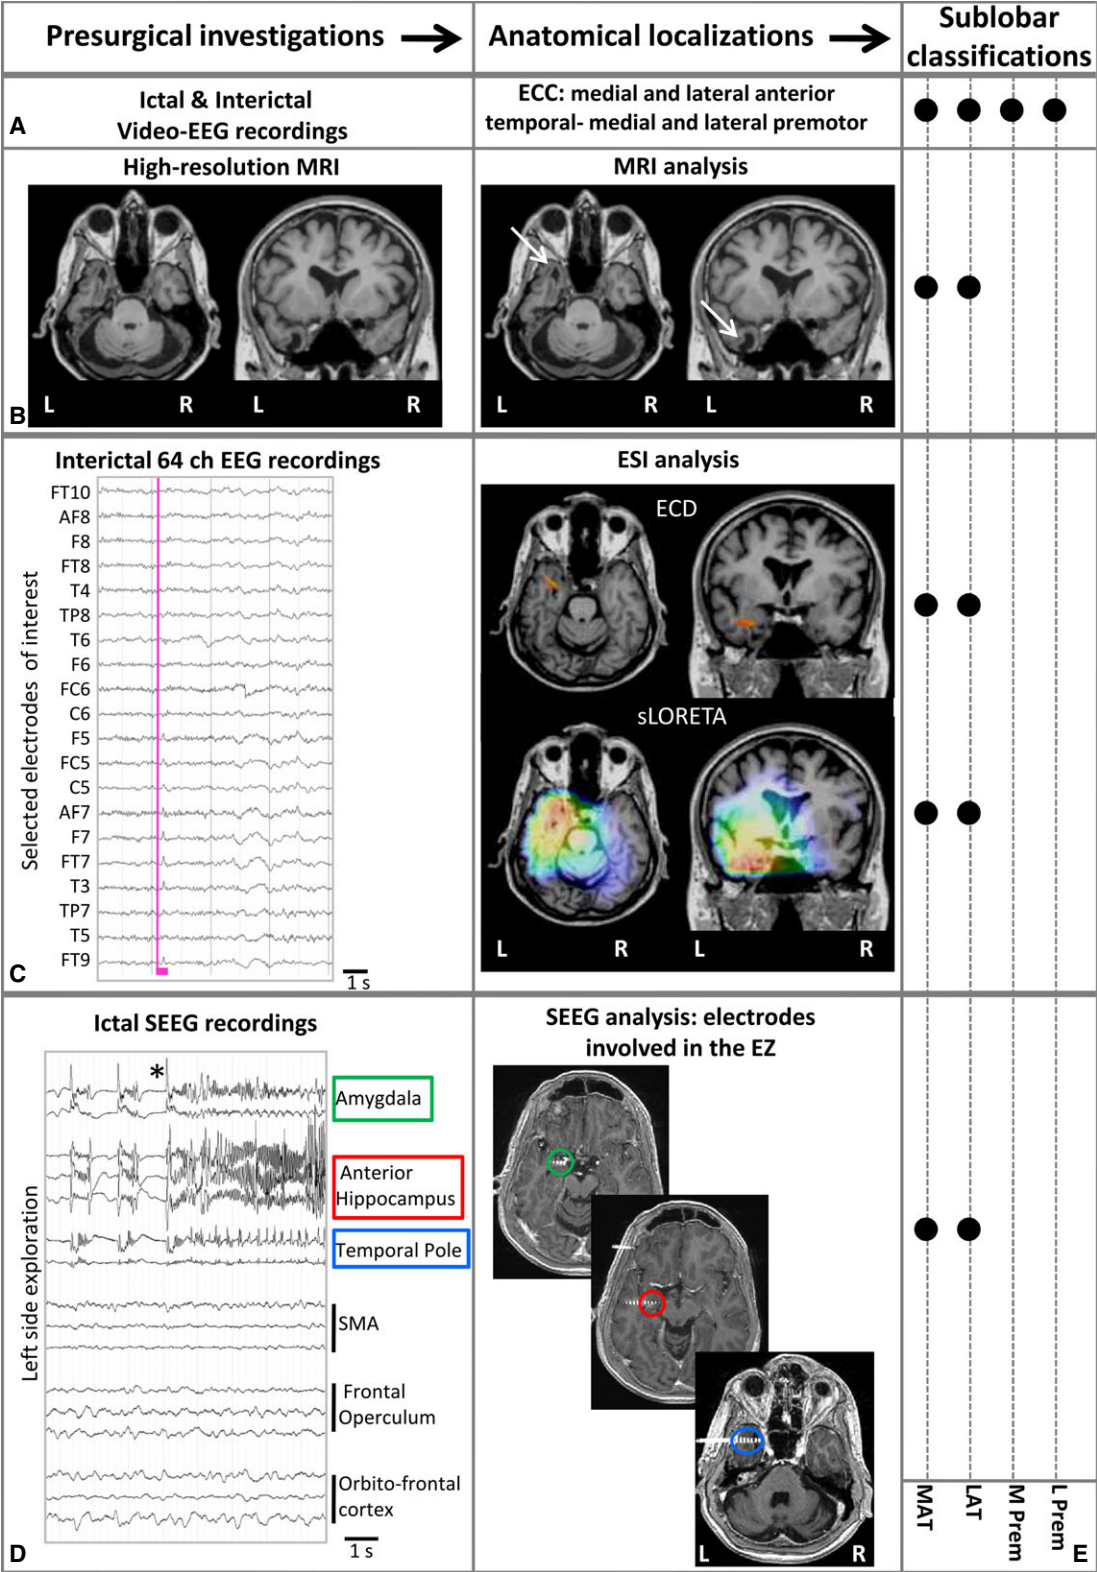 Presurgical investigations
Anatomical localizations
Sublobar
classifications
A
Ictal & Interictal
Video-EEG recordings
ECC: medial and lateral anterior
temporal- medial and lateral premotor
High-resolution MRI
MRI analysis
L R L R
L R L R
B
Interictal 64 ch EEG recordings
ESI analysis
Selected electrodes of interest
FT10
AF8
F8
FT8
T4
TP8
T6
F6
FC6
C6
F5
FC5
C5
AF7
F7
FT7
T3
TP7
T5
FT9
1 s
ECD
sLORETA
L R L R
C
Ictal SEEG recordings
SEEG analysis: electrodes
involved in the EZ
Left side exploration
*
Amygdala
Anterior
Hippocampus
Temporal Pole
SMA
Frontal
Operculum
Orbito-frontal
cortex
1 s
L R
D
MAT
LAT
M Prem
L Prem
E